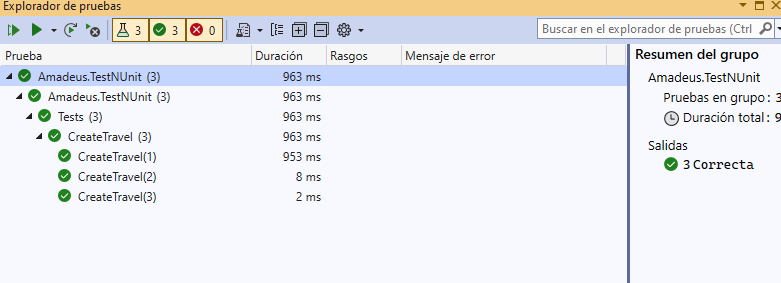 Explorador de pruebas
3 3 0
Buscar en el explorador de pruebas (Ctrl
Prueba Duración Rasgos Mensaje de error
Amadeus.TestNUnit (3) 963 ms
Amadeus.TestNUnit (3) 963 ms
Tests (3) 963 ms
CreateTravel (3) 963 ms
CreateTravel(1) 953 ms
CreateTravel(2) 8 ms
CreateTravel(3) 2 ms
Resumen del grupo
Amadeus.TestNUnit
Pruebas en grupo: 3
Duración total: 9
Salidas
3 Correcta